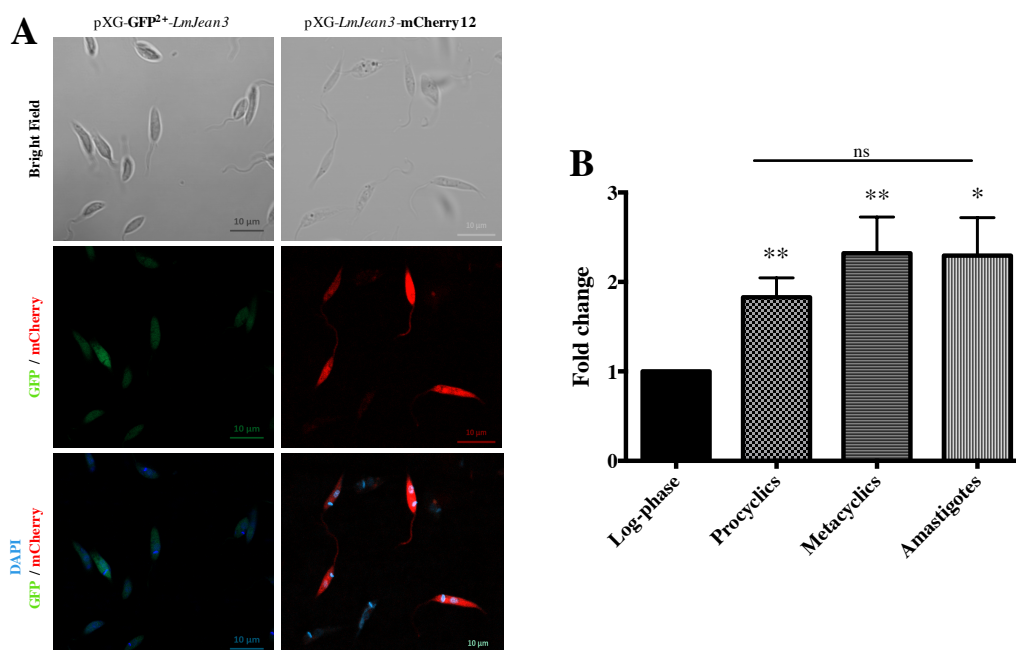 A
pXG-GFP²⁺-LmJean3
pXG-LmJean3-mCherry12
Bright Field
10 µm
10 µm
GFP / mCherry
10 µm
10 µm
DAPI
GFP / mCherry
10 µm
10 µm
B
ns
**
**
*
Fold change
3
2
1
0
Log-phase
Procyclics
Metacyclics
Amastigotes